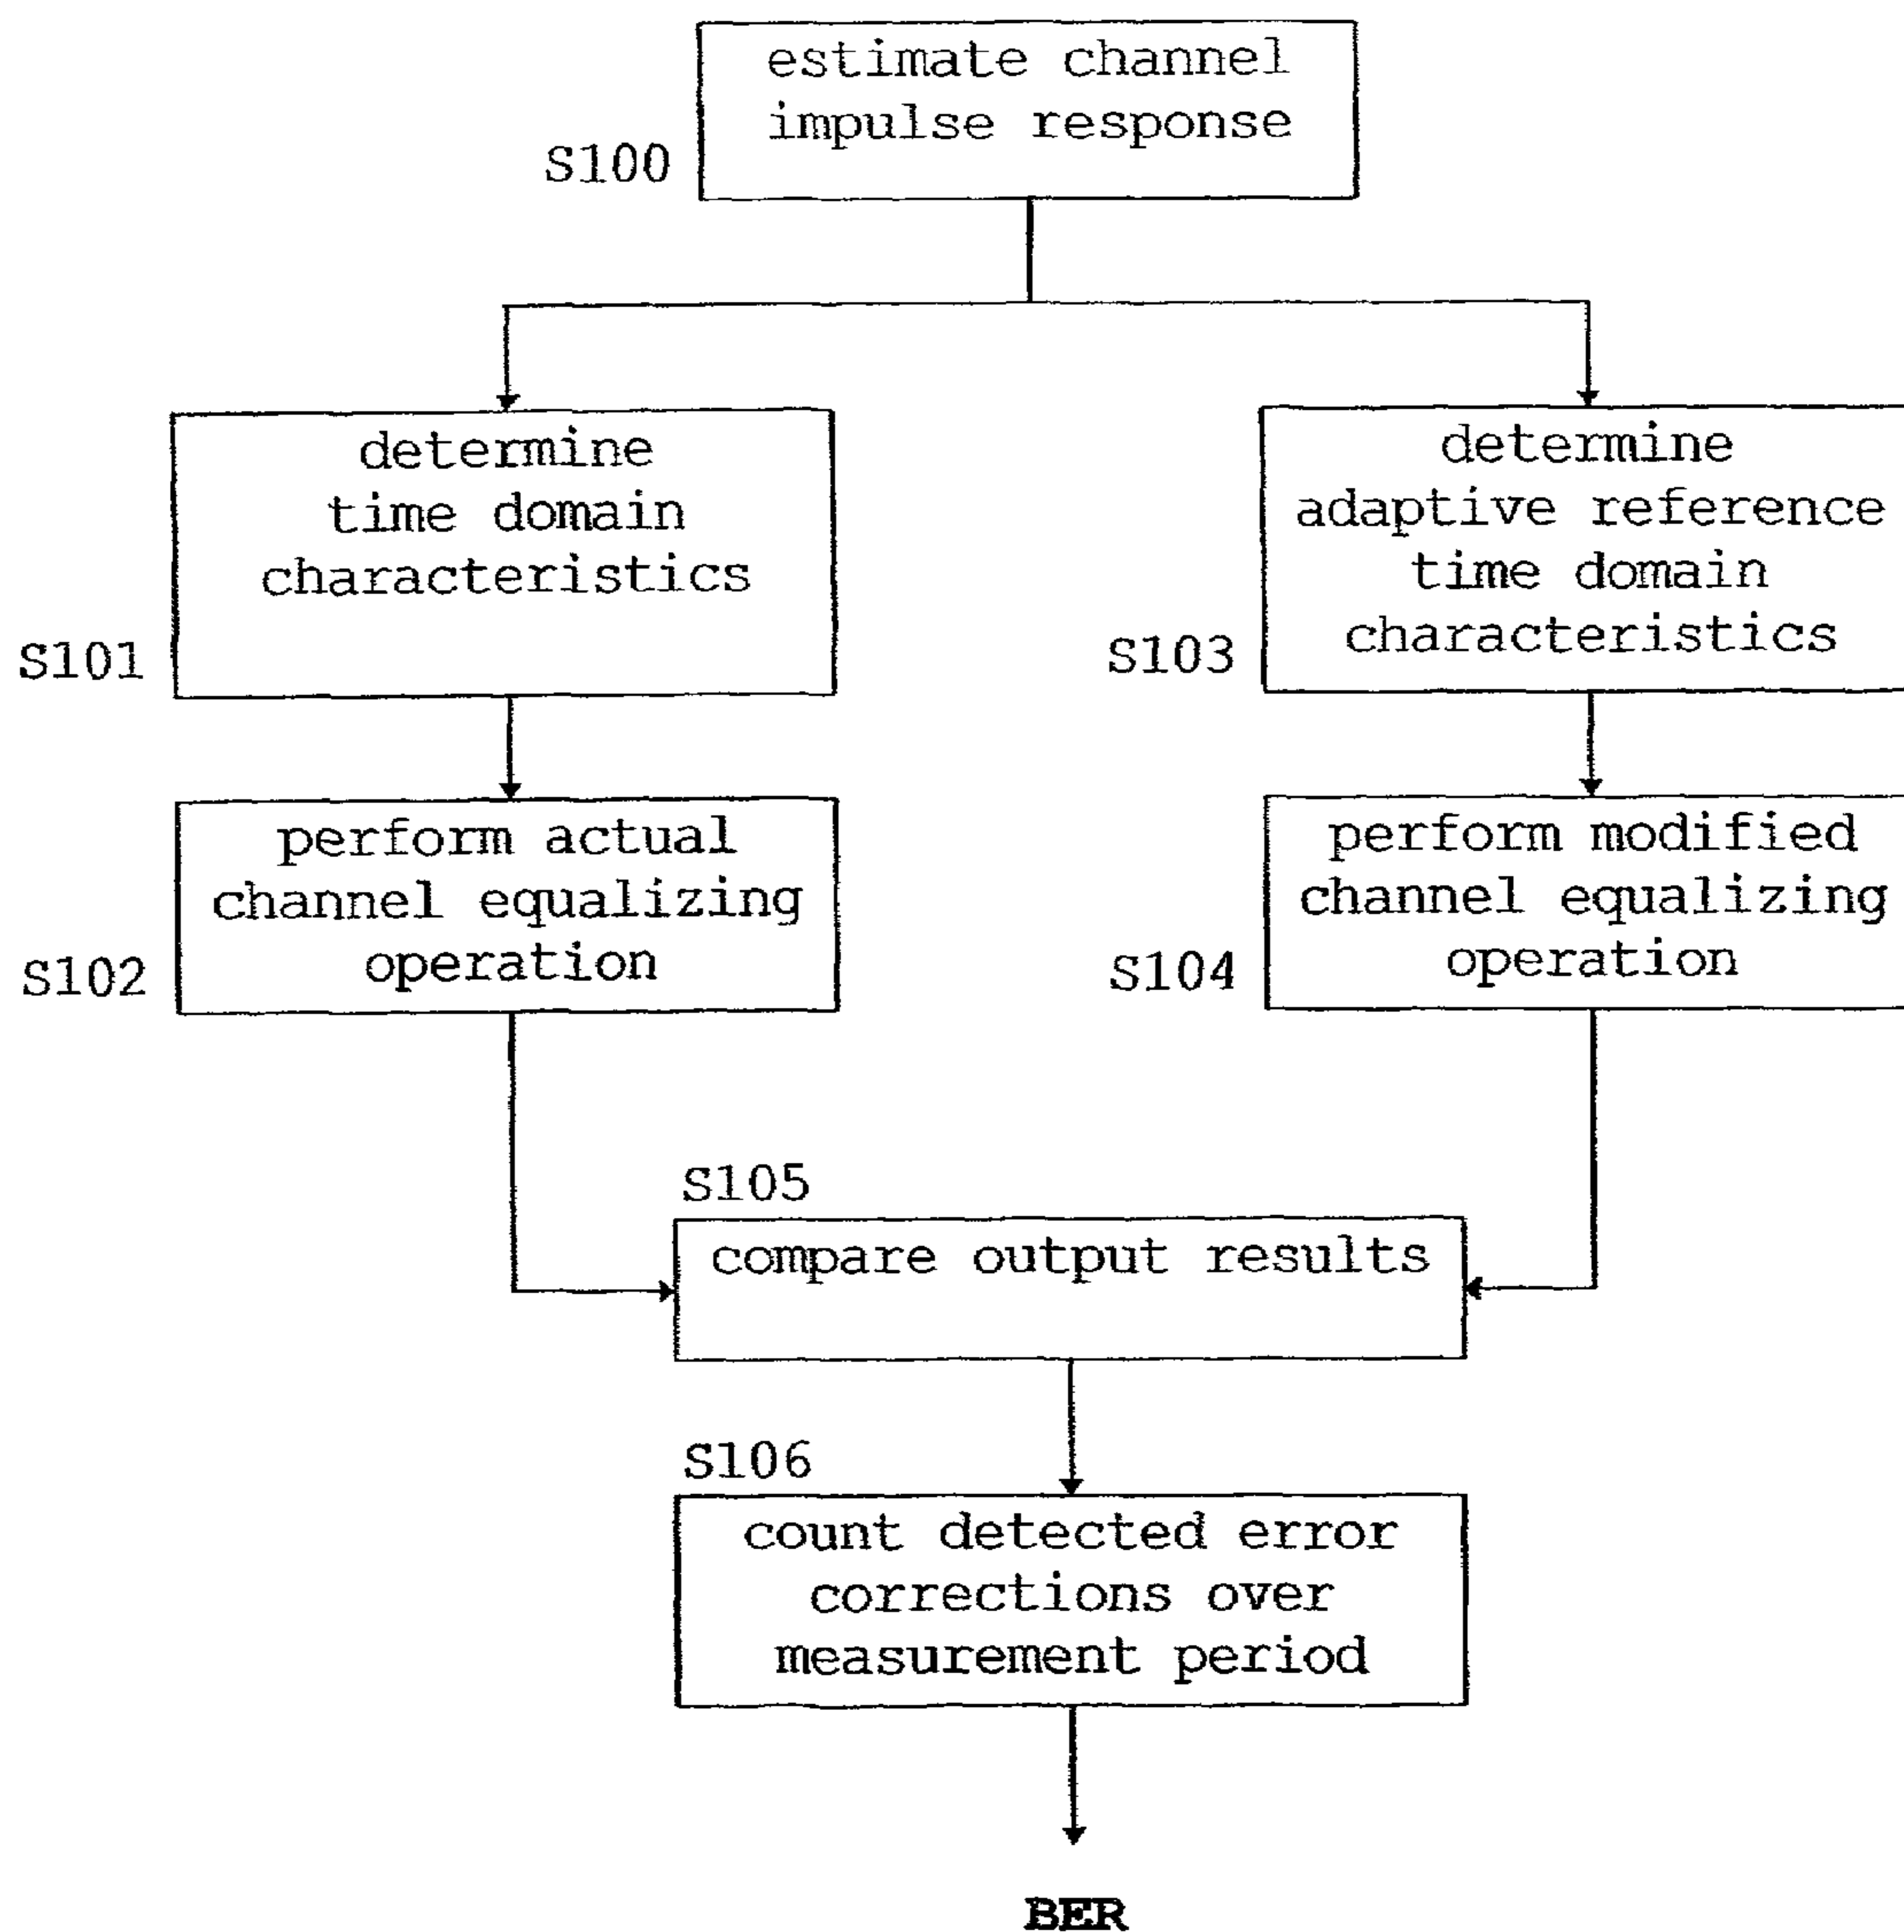 estimate channel
impulse response
S100
determine
time domain
characteristics
S101
determine
adaptive reference
time domain
characteristics
S103
perform actual
channel equalizing
operation
S102
perform modified
channel equalizing
operation
S104
S105
compare output results
S106
count detected error
corrections over
measurement period
BER